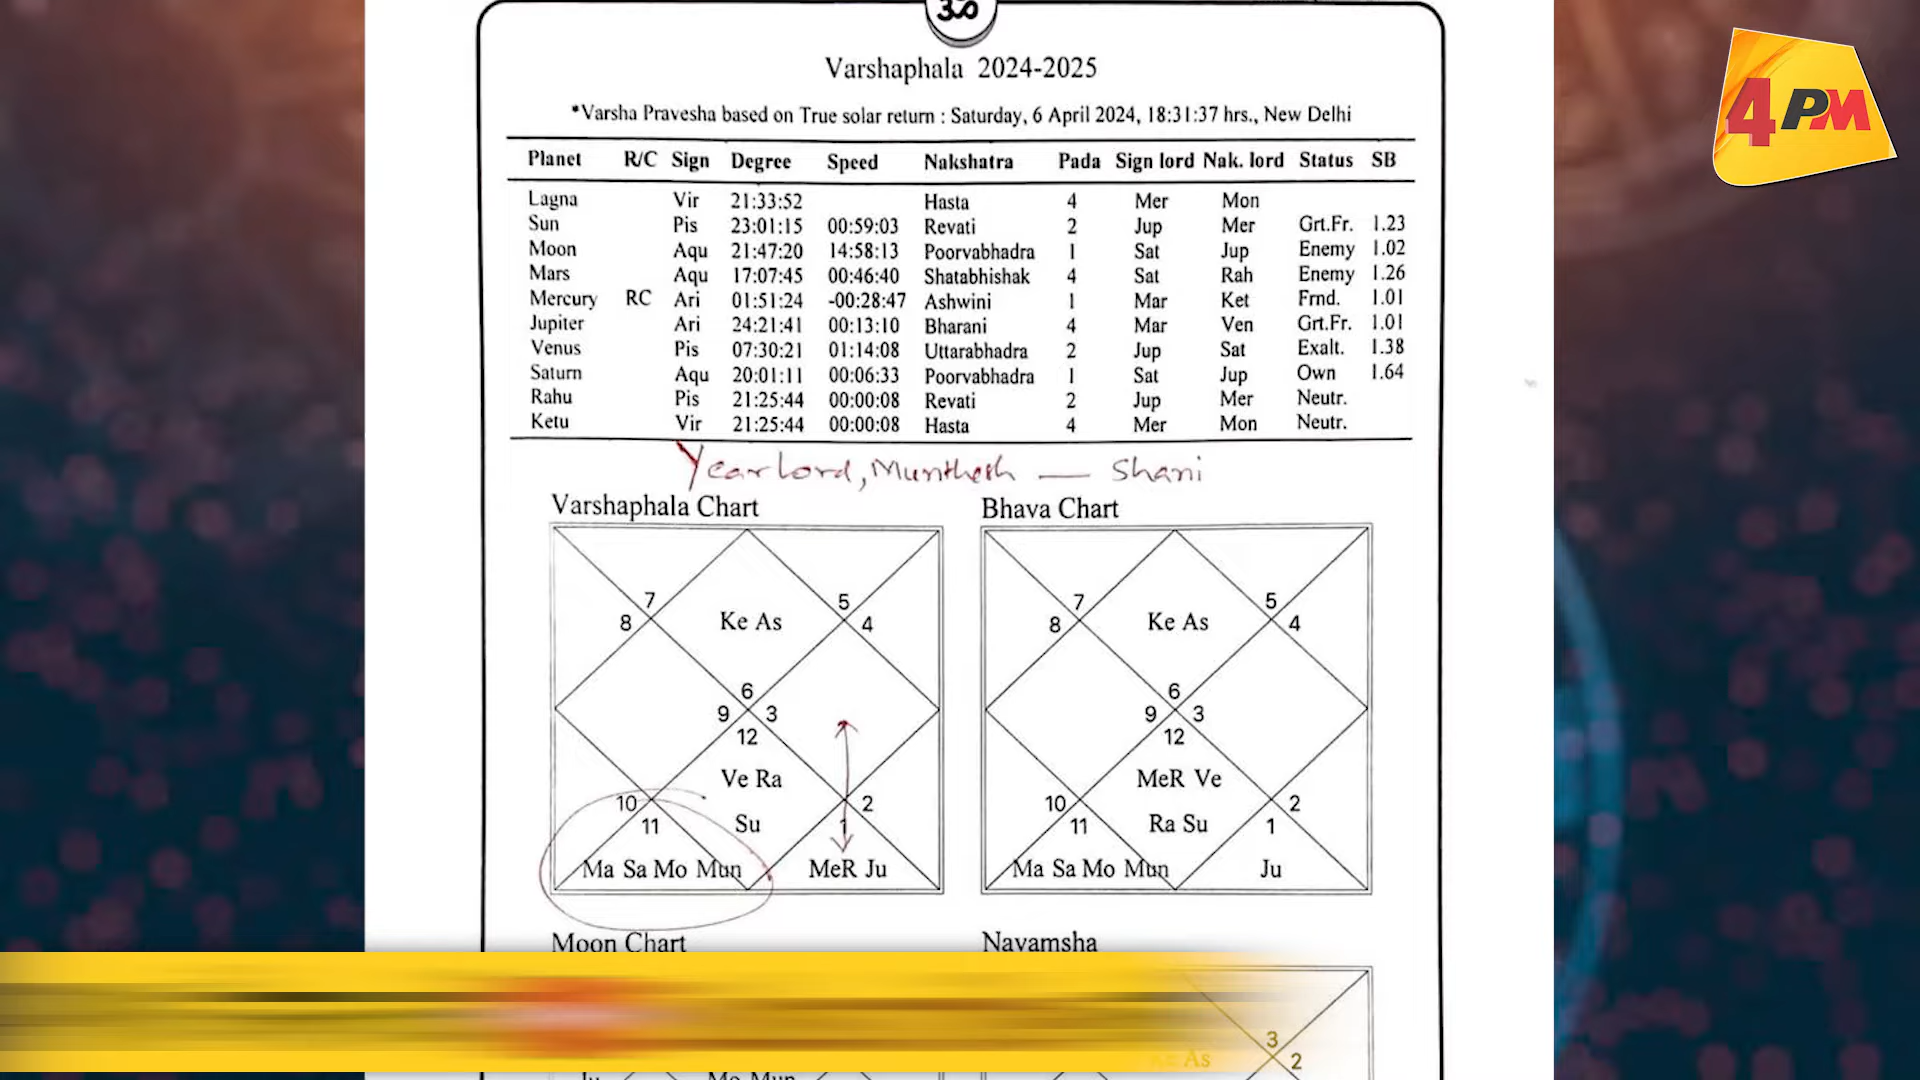 ॐ
4PM
Varshaphala 2024-2025
*Varsha Pravesha based on True solar return : Saturday, 6 April 2024, 18:31:37 hrs., New Delhi
Planet R/C Sign Degree Speed Nakshatra Pada Sign lord Nak. lord Status SB
Lagna Vir 21:33:52 Hasta 4 Mer Mon
Sun Pis 23:01:15 00:59:03 Revati 2 Jup Mer Grt.Fr. 1.23
Moon Aqu 21:47:20 14:58:13 Poorvabhadra 1 Sat Jup Enemy 1.02
Mars Aqu 17:07:45 00:46:40 Shatabhishak 4 Sat Rah Enemy 1.26
Mercury RC Ari 01:51:24 -00:28:47 Ashwini 1 Mar Ket Frnd. 1.01
Jupiter Ari 24:21:41 00:13:10 Bharani 4 Mar Ven Grt.Fr. 1.01
Venus Pis 07:30:21 01:14:08 Uttarabhadra 2 Jup Sat Exalt. 1.38
Saturn Aqu 20:01:11 00:06:33 Poorvabhadra 1 Sat Jup Own 1.64
Rahu Pis 21:25:44 00:00:08 Revati 2 Jup Mer Neutr.
Ketu Vir 21:25:44 00:00:08 Hasta 4 Mer Mon Neutr.
Year Lord, Munthesh — Shani
Varshaphala Chart
7 5
8 Ke As 4
6
9 3
12
Ve Ra
10 2
11 Su 1
Ma Sa Mo Mun MeR Ju
Bhava Chart
7 5
8 Ke As 4
6
9 3
12
MeR Ve
10 2
11 Ra Su 1
Ma Sa Mo Mun Ju
Moon Chart
Navamsha
3
As 2